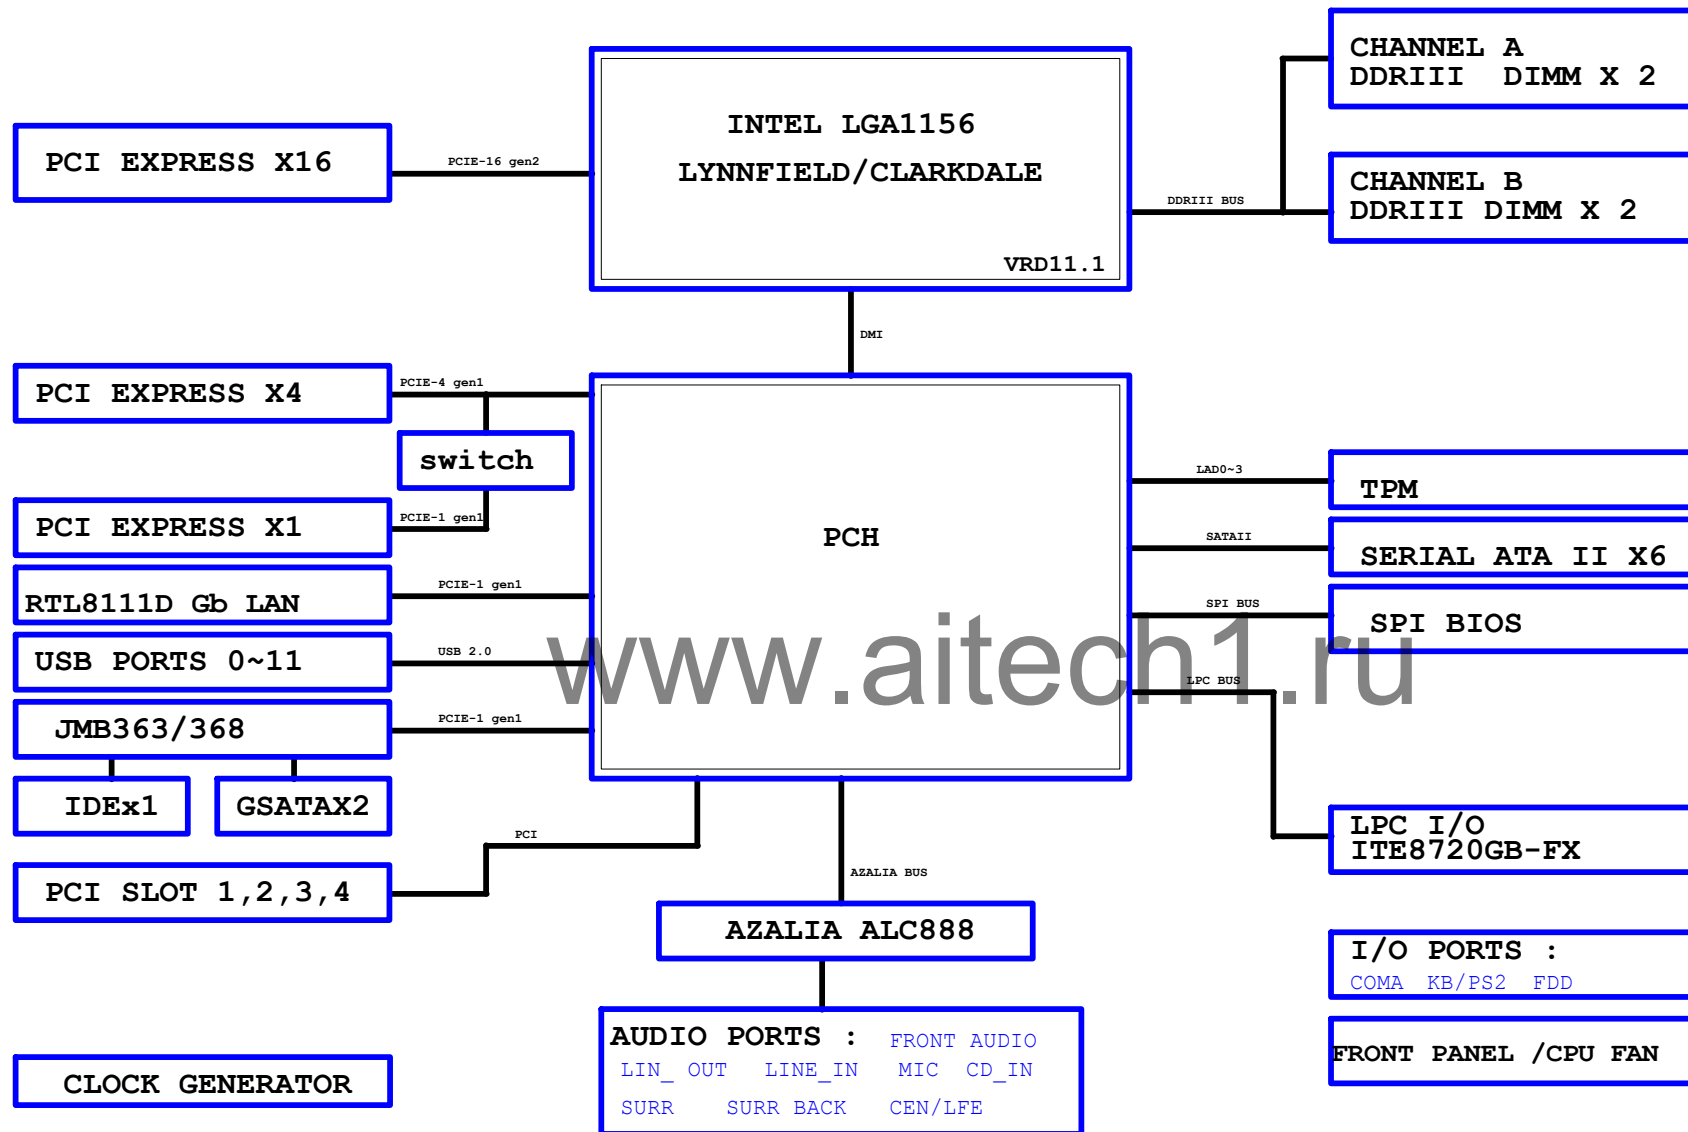 CHANNEL A
DDRIII DIMM X 2
INTEL LGA1156
LYNNFIELD/CLARKDALE
VRD11.1
PCI EXPRESS X16
PCIE-16 gen2
DDRIII BUS
CHANNEL B
DDRIII DIMM X 2
DMI
PCI EXPRESS X4
PCIE-4 gen1
switch
PCI EXPRESS X1
PCIE-1 gen1
PCH
LAD0~3
TPM
SATAII
SERIAL ATA II X6
RTL8111D Gb LAN
PCIE-1 gen1
SPI BUS
SPI BIOS
USB PORTS 0~11
USB 2.0
www.aitech1.ru
LPC BUS
JMB363/368
PCIE-1 gen1
IDEx1
GSATAX2
PCI
LPC I/O
ITE8720GB-FX
PCI SLOT 1,2,3,4
AZALIA BUS
AZALIA ALC888
I/O PORTS :
COMA KB/PS2 FDD
AUDIO PORTS : FRONT AUDIO
LIN_ OUT LINE_IN MIC CD_IN
SURR SURR BACK CEN/LFE
FRONT PANEL /CPU FAN
CLOCK GENERATOR